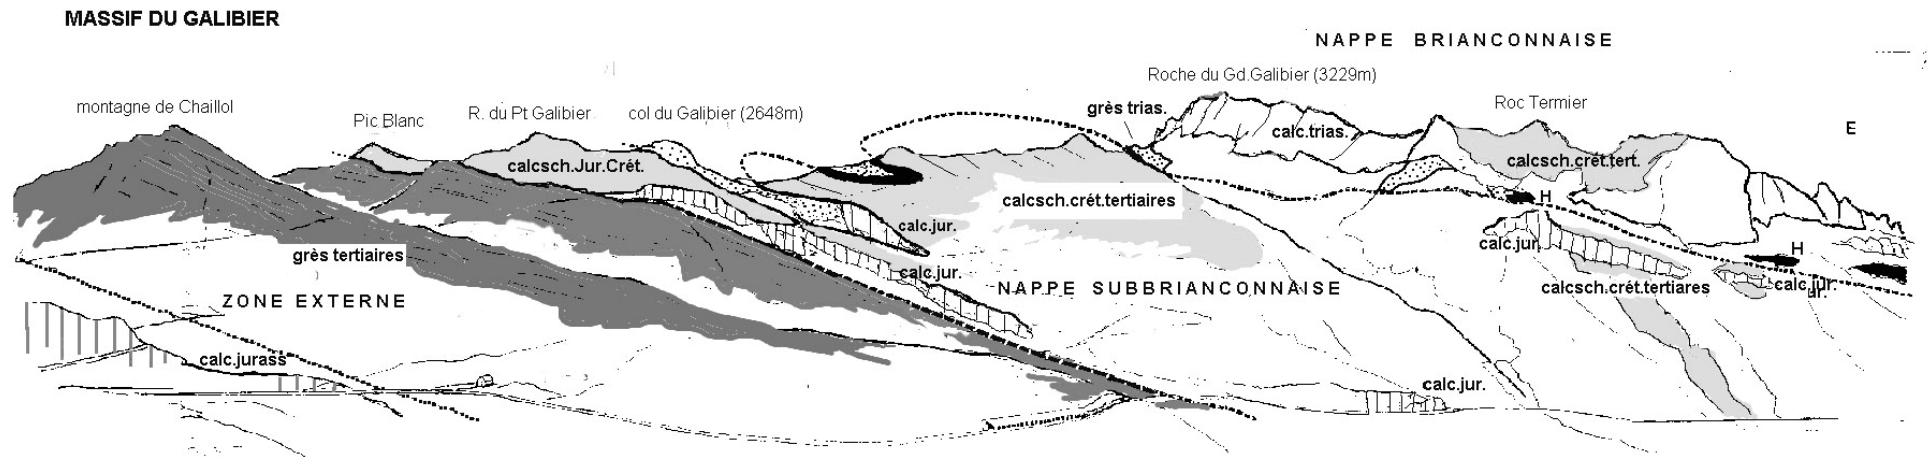 MASSIF DU GALIBIER
NAPPE BRIANCONNAISE
Roche du Gd.Galibier (3229m)
montagne de Chaillol
Pic Blanc
R. du Pt Galibier
col du Galibier (2648m)
grès trias.
Roc Termier
calc.trias.
E
calcsch.Jur.Crét.
calcsch.crét.tert.
calcsch.crét.tertiaires
H
calc.jur.
calc.jur.
H
grès tertiaires
calc.jur.
NAPPE SUBBRIANCONNAISE
calcsch.crét.tertiares
calc.jur.
ur.
ZONE EXTERNE
calc.jurass
calc.jur.